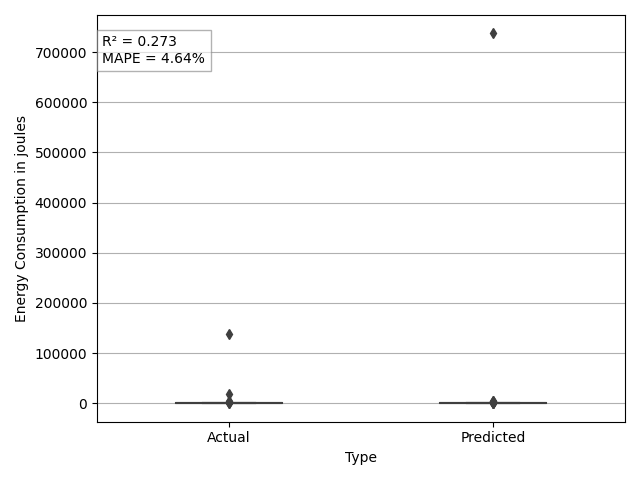 R² = 0.273
MAPE = 4.64%
700000
600000
500000
400000
300000
200000
100000
0
Energy Consumption in joules
Actual
Predicted
Type